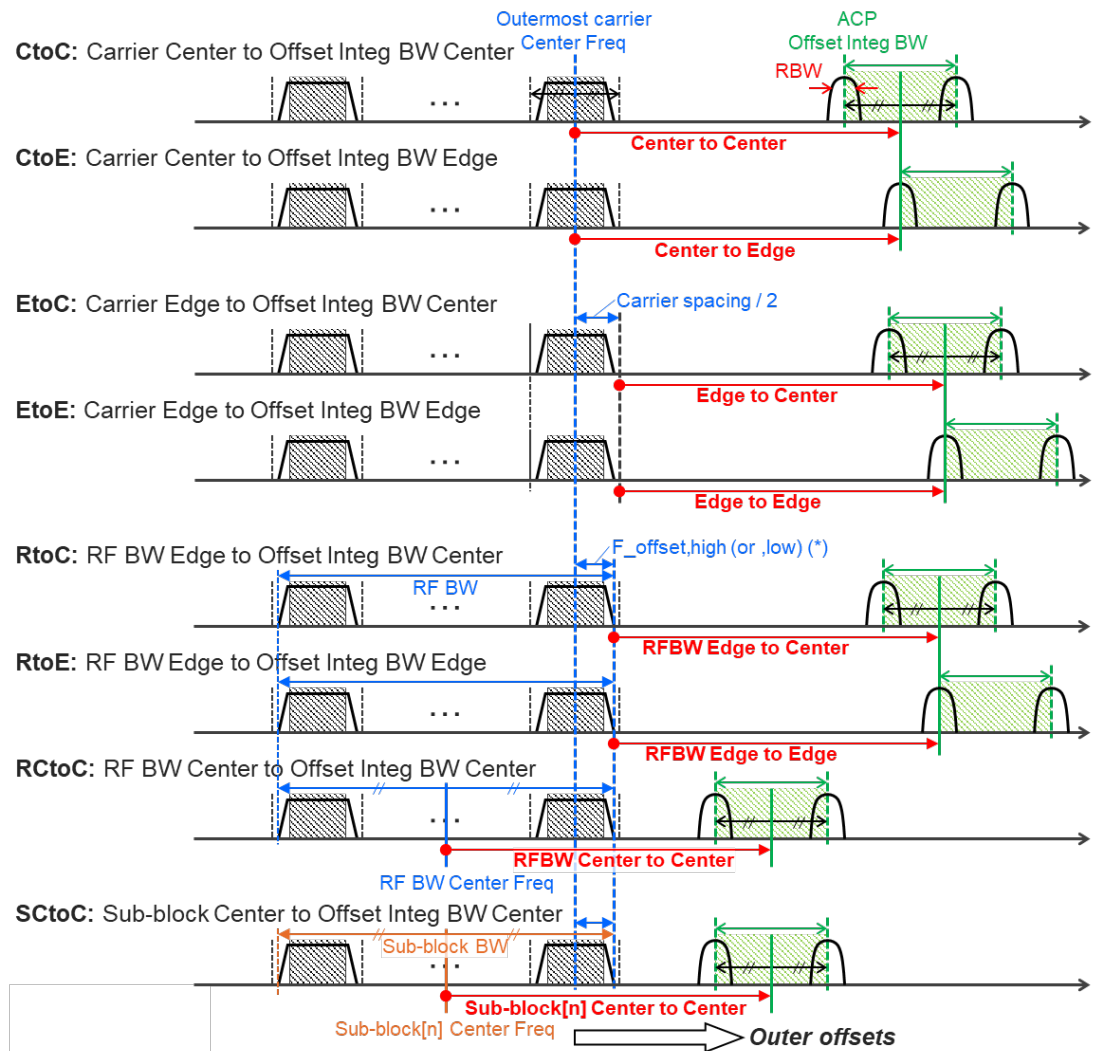 Outermost carrier
Center Freq
ACP
Offset Integ BW
CtoC: Carrier Center to Offset Integ BW Center
RBW
...
Center to Center
CtoE: Carrier Center to Offset Integ BW Edge
...
Center to Edge
EtoC: Carrier Edge to Offset Integ BW Center
Carrier spacing / 2
...
Edge to Center
EtoE: Carrier Edge to Offset Integ BW Edge
...
Edge to Edge
RtoC: RF BW Edge to Offset Integ BW Center
F_offset,high (or ,low) (*)
RF BW
...
RFBW Edge to Center
RtoE: RF BW Edge to Offset Integ BW Edge
...
RFBW Edge to Edge
RCtoC: RF BW Center to Offset Integ BW Center
...
RFBW Center to Center
RF BW Center Freq
SCtoC: Sub-block Center to Offset Integ BW Center
Sub-block BW
...
Sub-block[n] Center to Center
Sub-block[n] Center Freq
Outer offsets